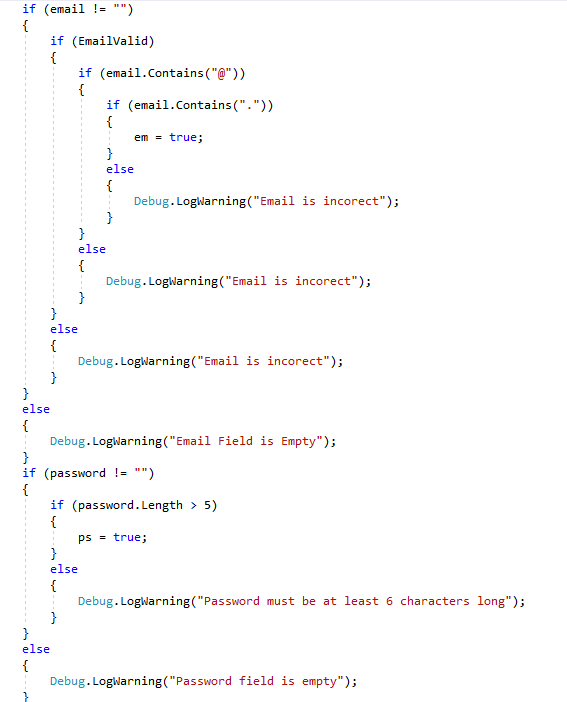 if (email != "")
{
    if (EmailValid)
    {
        if (email.Contains("@"))
        {
            if (email.Contains("."))
            {
                em = true;
            }
            else
            {
                Debug.LogWarning("Email is incorect");
            }
        }
        else
        {
            Debug.LogWarning("Email is incorect");
        }
    }
    else
    {
        Debug.LogWarning("Email is incorect");
    }
}
else
{
    Debug.LogWarning("Email Field is Empty");
}
if (password != "")
{
    if (password.Length > 5)
    {
        ps = true;
    }
    else
    {
        Debug.LogWarning("Password must be at least 6 characters long");
    }
}
else
{
    Debug.LogWarning("Password field is empty");
}